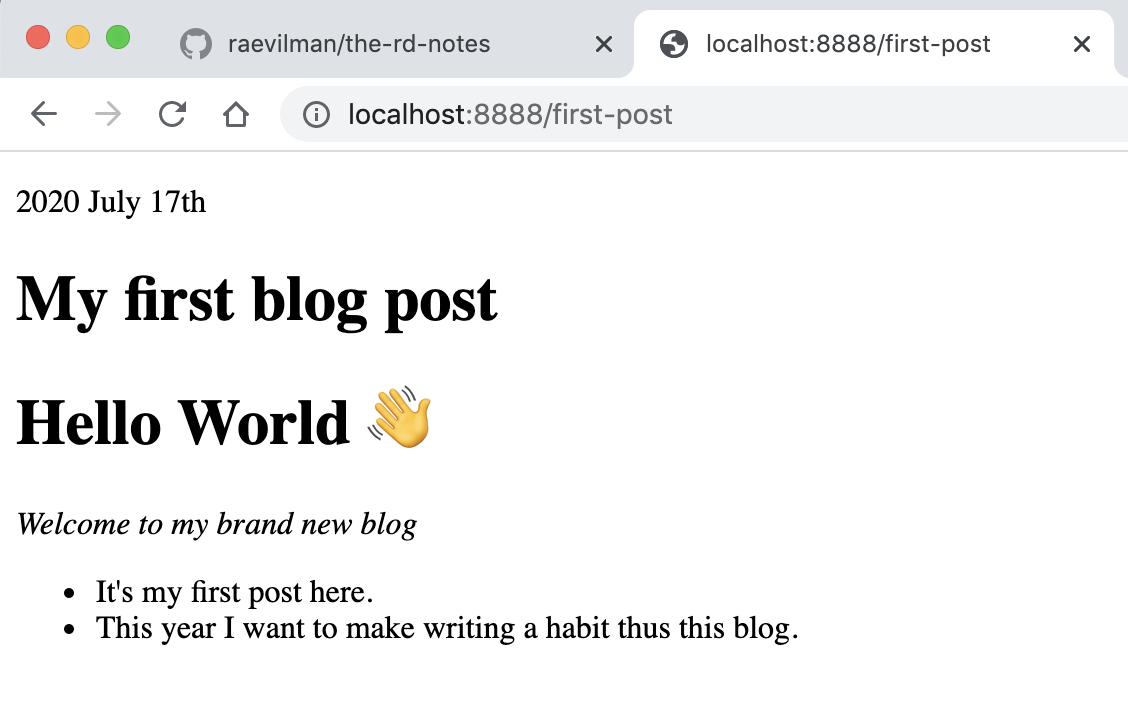 raevilman/the-rd-notes
localhost:8888/first-post
localhost:8888/first-post
2020 July 17th
My first blog post
Hello World 👋
Welcome to my brand new blog
• It's my first post here.
• This year I want to make writing a habit thus this blog.